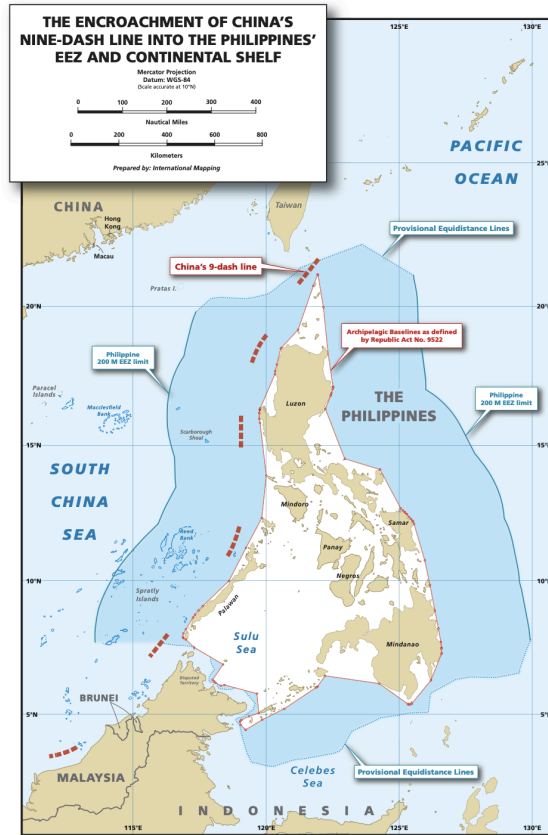 THE ENCROACHMENT OF CHINA'S
NINE-DASH LINE INTO THE PHILIPPINES'
EEZ AND CONTINENTAL SHELF
Mercator Projection
Datum: WGS-84
(Scale accurate at 10°N)
0 100 200 300 400
Nautical Miles
0 200 400 600 800
Kilometers
Prepared by: International Mapping
125°E
130°E
25°N
PACIFIC
OCEAN
CHINA
Taiwan
Hong
Kong
Macau
Provisional Equidistance Lines
China's 9-dash line
Pratas I.
20°N
Archipelagic Baselines as defined
by Republic Act No. 9522
Philippine
200 M EEZ limit
Paracel
Islands
Macclesfield
Bank
Luzon
THE
PHILIPPINES
Philippine
200 M EEZ limit
Scarborough
Shoal
15°N
SOUTH
CHINA
SEA
Mindoro
Samar
Reed
Bank
Panay
Negros
10°N
Spratly
Islands
Palawan
Sulu
Sea
Mindanao
Disputed
Territory
BRUNEI
5°N
MALAYSIA
Celebes
Sea
Provisional Equidistance Lines
INDONESIA
115°E
120°E
125°E
130°E